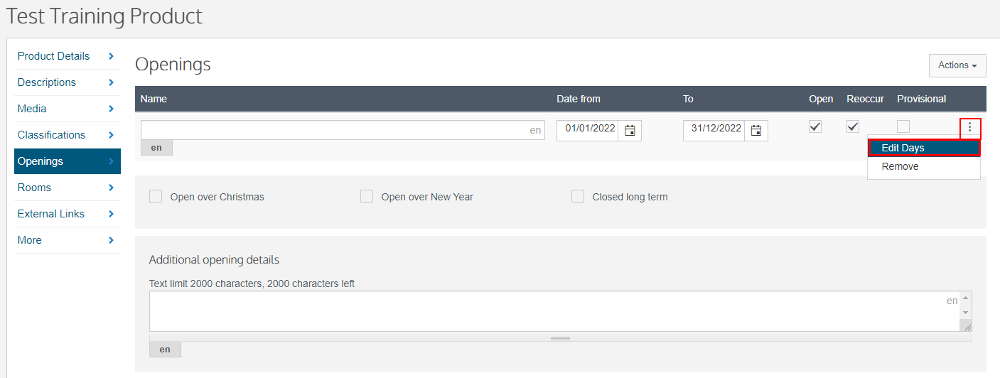 Test Training Product
Product Details
Descriptions
Media
Classifications
Openings
Rooms
External Links
More
Openings
Actions
Name Date from To Open Reoccur Provisional
en 01/01/2022 31/12/2022
en
Edit Days
Remove
Open over Christmas Open over New Year Closed long term
Additional opening details
Text limit 2000 characters, 2000 characters left
en
en